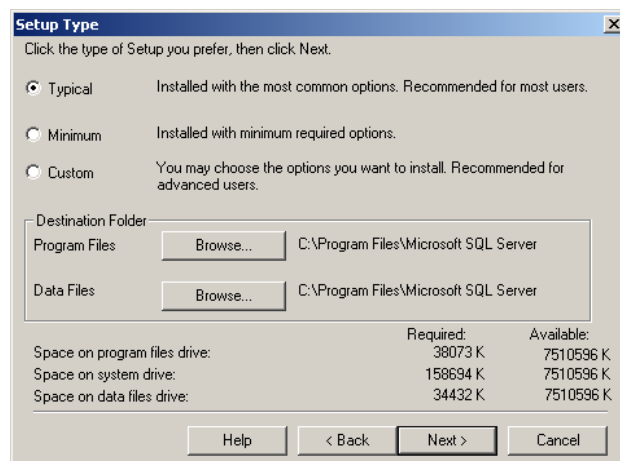 Setup Type
Click the type of Setup you prefer, then click Next.
Typical Installed with the most common options. Recommended for most users.
Minimum Installed with minimum required options.
Custom You may choose the options you want to install. Recommended for
advanced users.
Destination Folder
Program Files Browse... C:\Program Files\Microsoft SQL Server
Data Files Browse... C:\Program Files\Microsoft SQL Server
Required: Available:
Space on program files drive: 38073 K 7510596 K
Space on system drive: 158694 K 7510596 K
Space on data files drive: 34432 K 7510596 K
Help < Back Next > Cancel